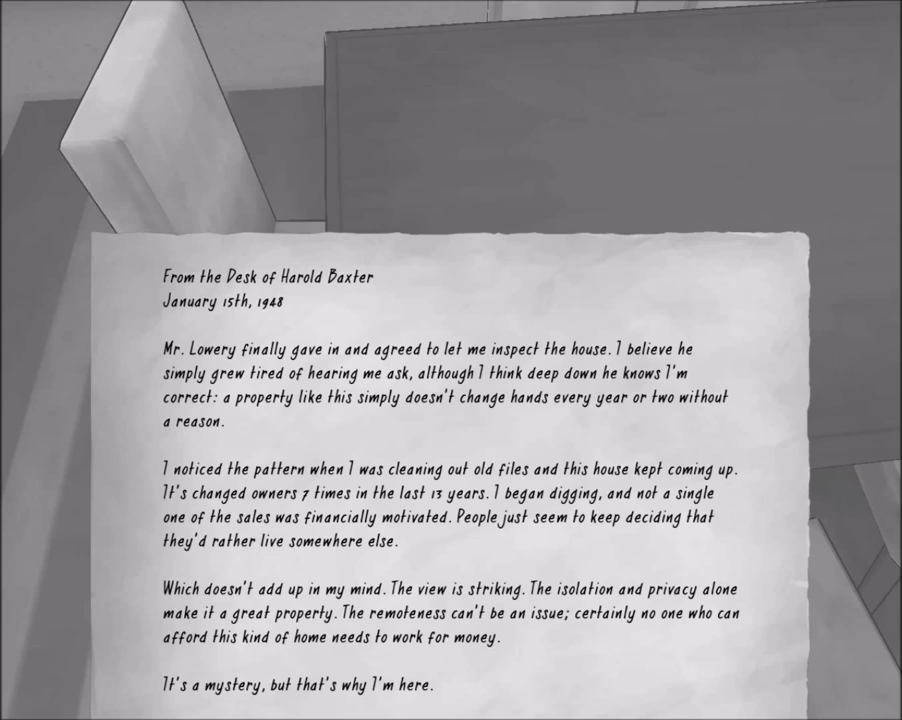 From the Desk of Harold Baxter
January 15th, 1948
Mr. Lowery finally gave in and agreed to let me inspect the house. I believe he
simply grew tired of hearing me ask, although I think deep down he knows I'm
correct: a property like this simply doesn't change hands every year or two without
a reason.
I noticed the pattern when I was cleaning out old files and this house kept coming up.
It's changed owners 7 times in the last 13 years. I began digging, and not a single
one of the sales was financially motivated. People just seem to keep deciding that
they'd rather live somewhere else.
Which doesn't add up in my mind. The view is striking. The isolation and privacy alone
make it a great property. The remoteness can't be an issue; certainly no one who can
afford this kind of home needs to work for money.
It's a mystery, but that's why I'm here.